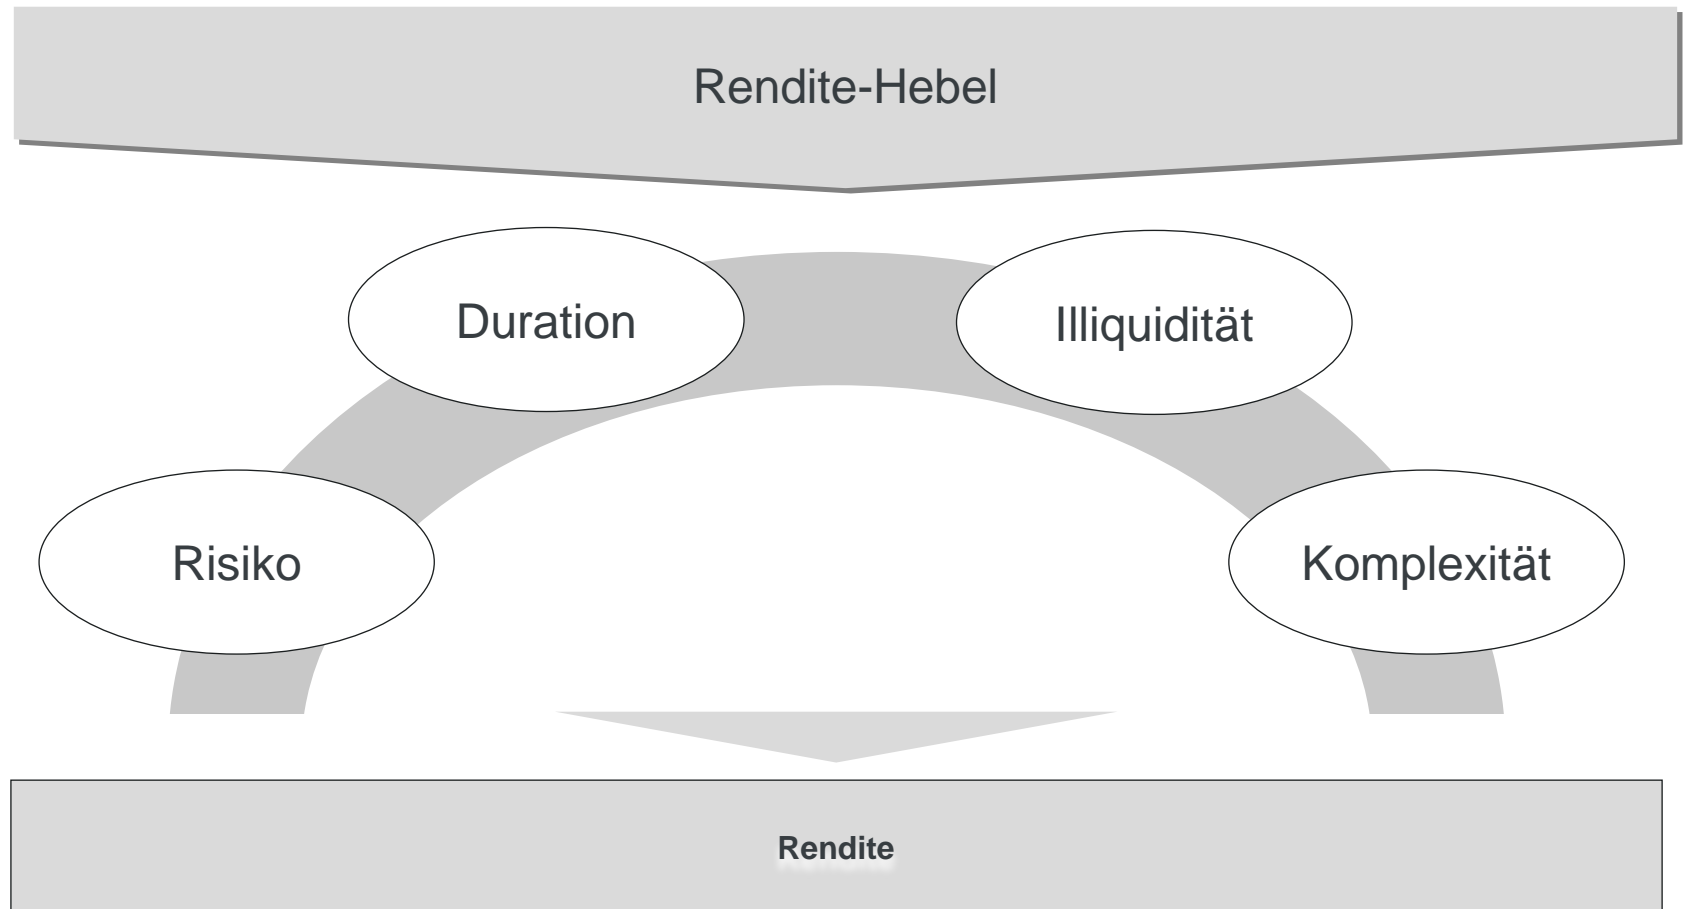 Rendite-Hebel
Duration
Illiquidität
Risiko
Komplexität
Rendite